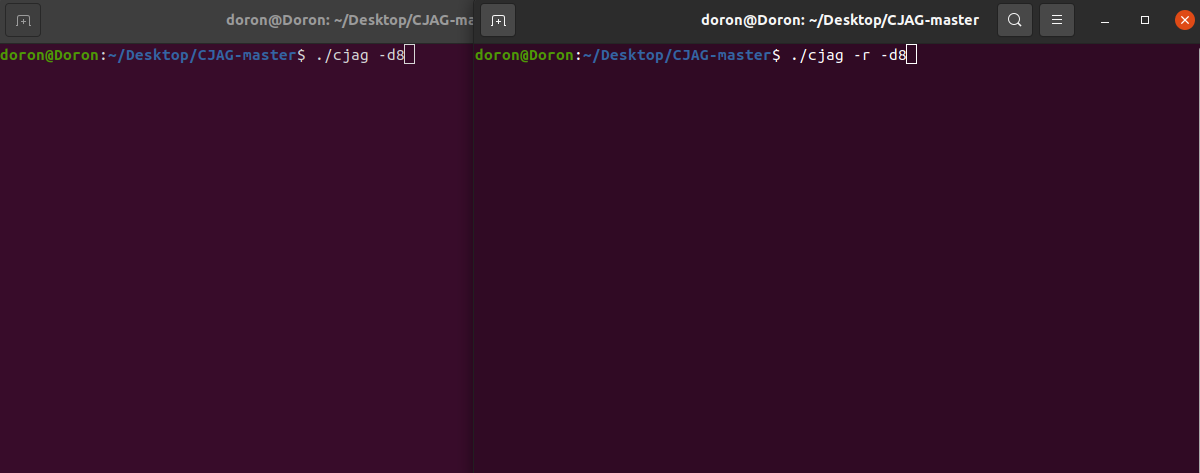 doron@Doron: ~/Desktop/CJAG-ma
doron@Doron:~/Desktop/CJAG-master$ ./cjag -d8
doron@Doron: ~/Desktop/CJAG-master
doron@Doron:~/Desktop/CJAG-master$ ./cjag -r -d8